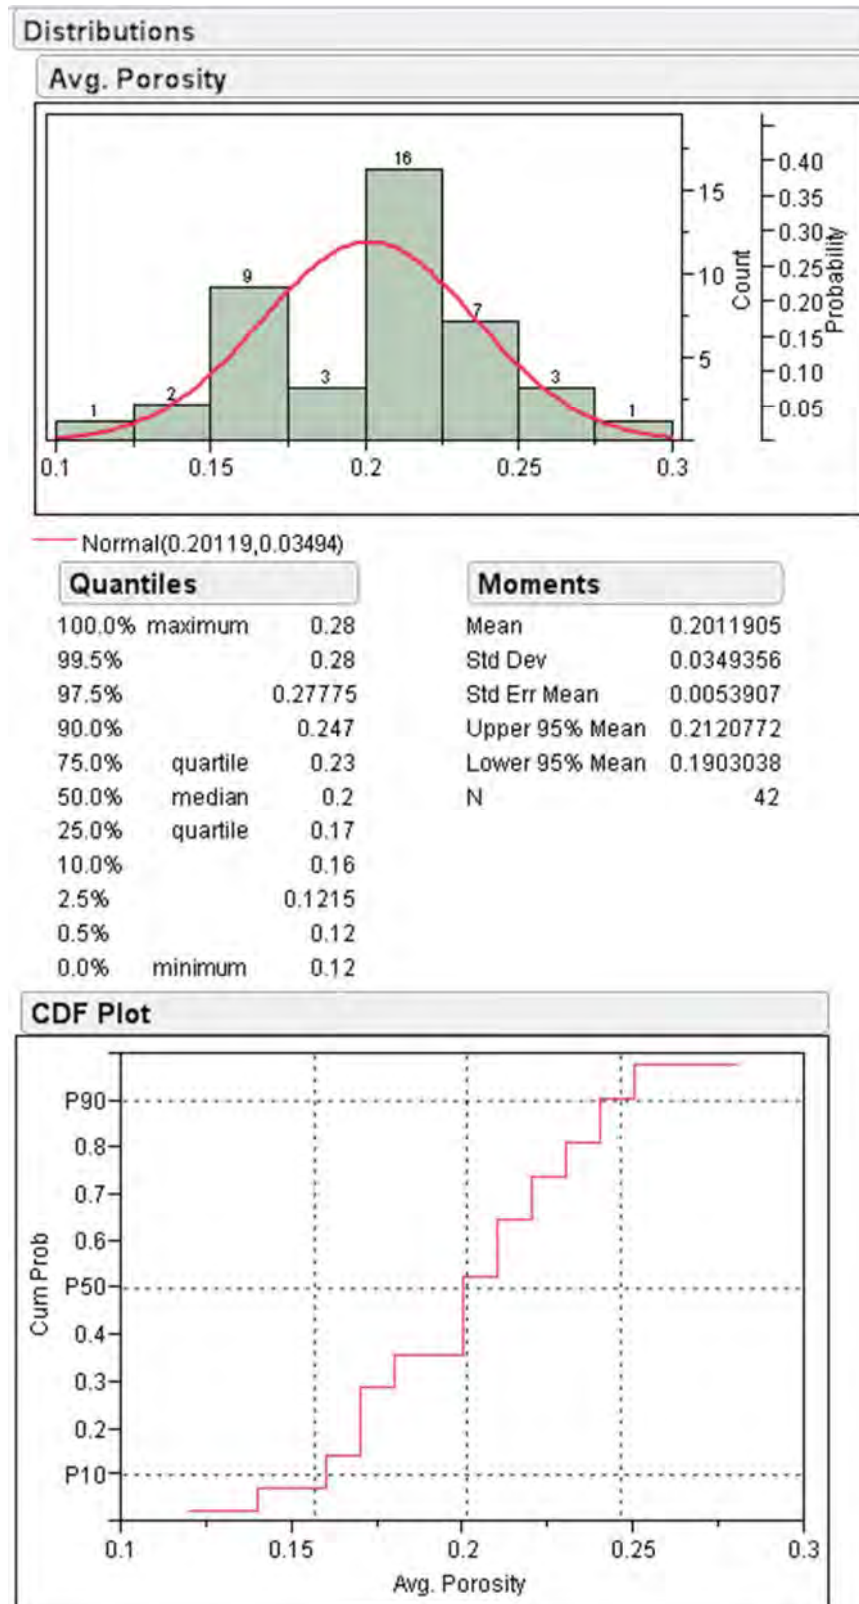 Distributions
Avg. Porosity
16
9
7
3
3
2
1
1
15
10
5
Count
0.40
0.35
0.30
0.25
0.20
0.15
0.10
0.05
Probability
0.1 0.15 0.2 0.25 0.3
Normal(0.20119,0.03494)
Quantiles
100.0% maximum 0.28
99.5% 0.28
97.5% 0.27775
90.0% 0.247
75.0% quartile 0.23
50.0% median 0.2
25.0% quartile 0.17
10.0% 0.16
2.5% 0.1215
0.5% 0.12
0.0% minimum 0.12
Moments
Mean 0.2011905
Std Dev 0.0349356
Std Err Mean 0.0053907
Upper 95% Mean 0.2120772
Lower 95% Mean 0.1903038
N 42
CDF Plot
P90
0.8
0.7
0.6
P50
0.4
0.3
0.2
P10
Cum Prob
0.1 0.15 0.2 0.25 0.3
Avg. Porosity